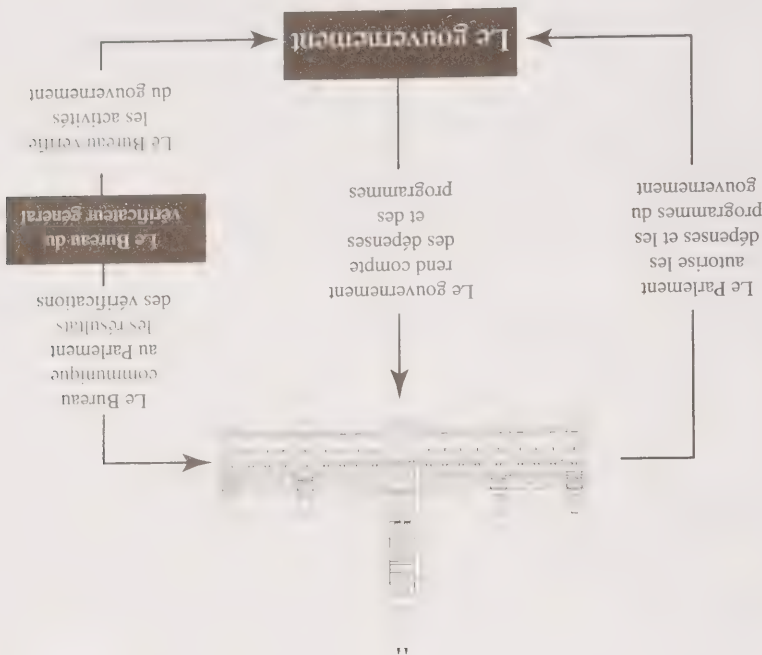 Le Parlement
autorise les
dépenses et les
programmes du
gouvernement
Le gouvernement
rend compte
des dépenses
et des
programmes
Le Bureau
communique
au Parlement
les résultats
des vérifications
Le Bureau du
vérificateur général
Le Bureau vérifie
les activités
du gouvernement
Le gouvernement